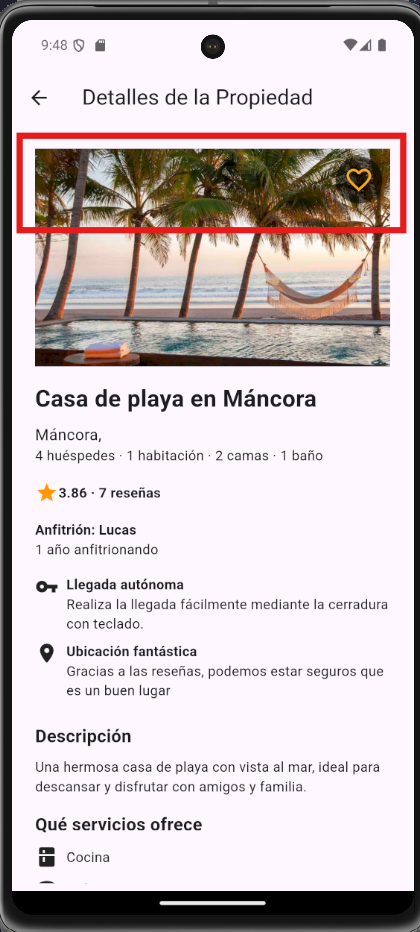 9:48
Detalles de la Propiedad
Casa de playa en Máncora
Máncora,
4 huéspedes · 1 habitación · 2 camas · 1 baño
3.86 · 7 reseñas
Anfitrión: Lucas
1 año anfitrionando
Llegada autónoma
Realiza la llegada fácilmente mediante la cerradura
con teclado.
Ubicación fantástica
Gracias a las reseñas, podemos estar seguros que
es un buen lugar
Descripción
Una hermosa casa de playa con vista al mar, ideal para
descansar y disfrutar con amigos y familia.
Qué servicios ofrece
Cocina